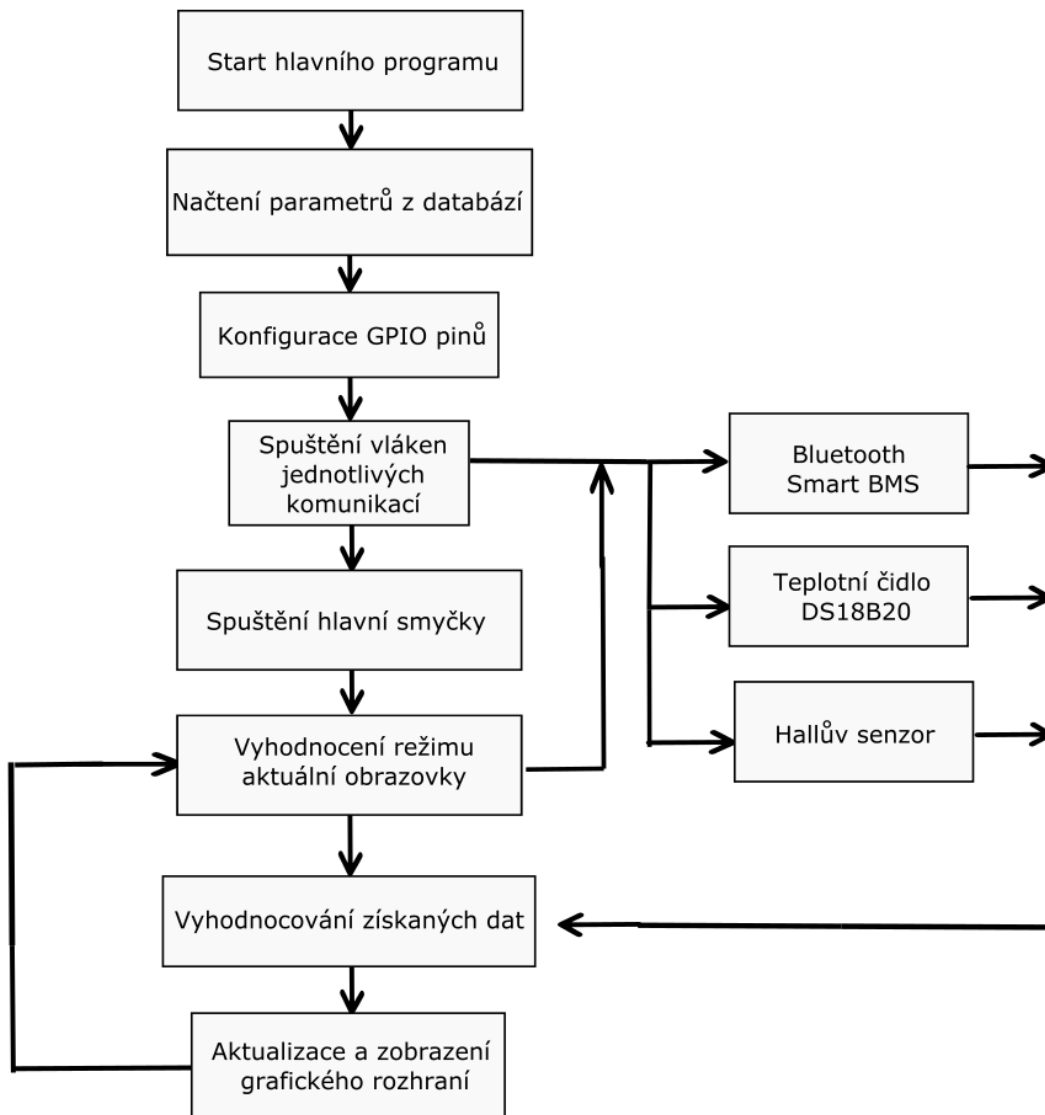 Start hlavního programu
Načtení parametrů z databází
Konfigurace GPIO pinů
Spuštění vláken
jednotlivých
komunikací
Bluetooth
Smart BMS
Teplotní čidlo
DS18B20
Hallův senzor
Spuštění hlavní smyčky
Vyhodnocení režimu
aktuální obrazovky
Vyhodnocování získaných dat
Aktualizace a zobrazení
grafického rozhraní